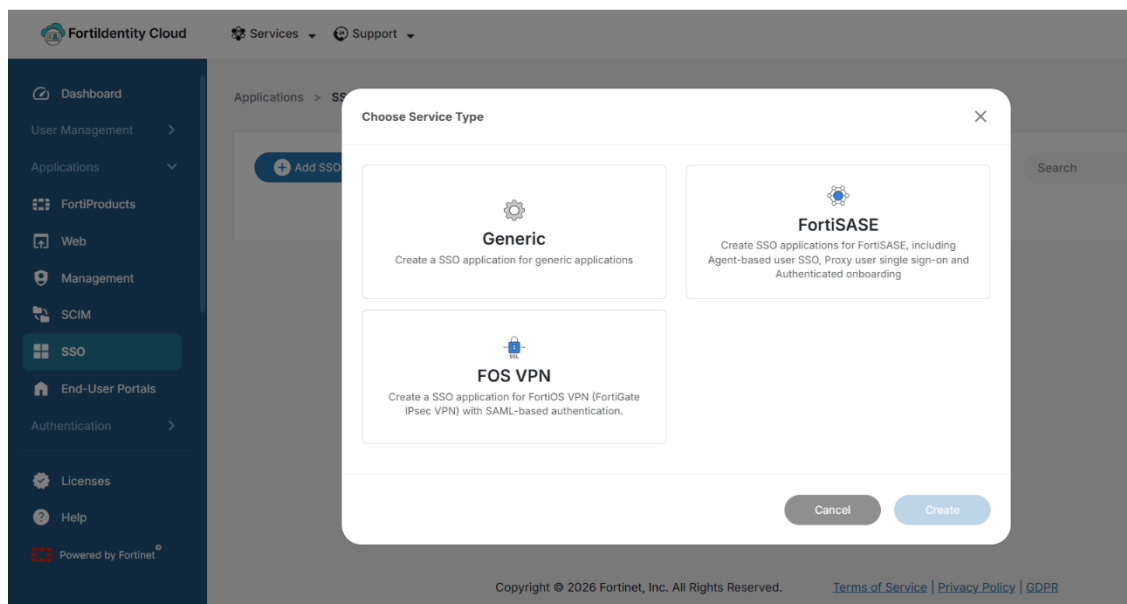 FortiIdentity Cloud
Services
Support
Dashboard
User Management
Applications
FortiProducts
Web
Management
SCIM
SSO
End-User Portals
Authentication
Licenses
Help
Powered by Fortinet
Applications > SS
Add SSO
Search
Choose Service Type
Generic
Create a SSO application for generic applications
FortiSASE
Create SSO applications for FortiSASE, including
Agent-based user SSO, Proxy user single sign-on and
Authenticated onboarding
SSL
FOS VPN
Create a SSO application for FortiOS VPN (FortiGate
IPsec VPN) with SAML-based authentication.
Cancel
Create
Copyright © 2026 Fortinet, Inc. All Rights Reserved.
Terms of Service | Privacy Policy | GDPR